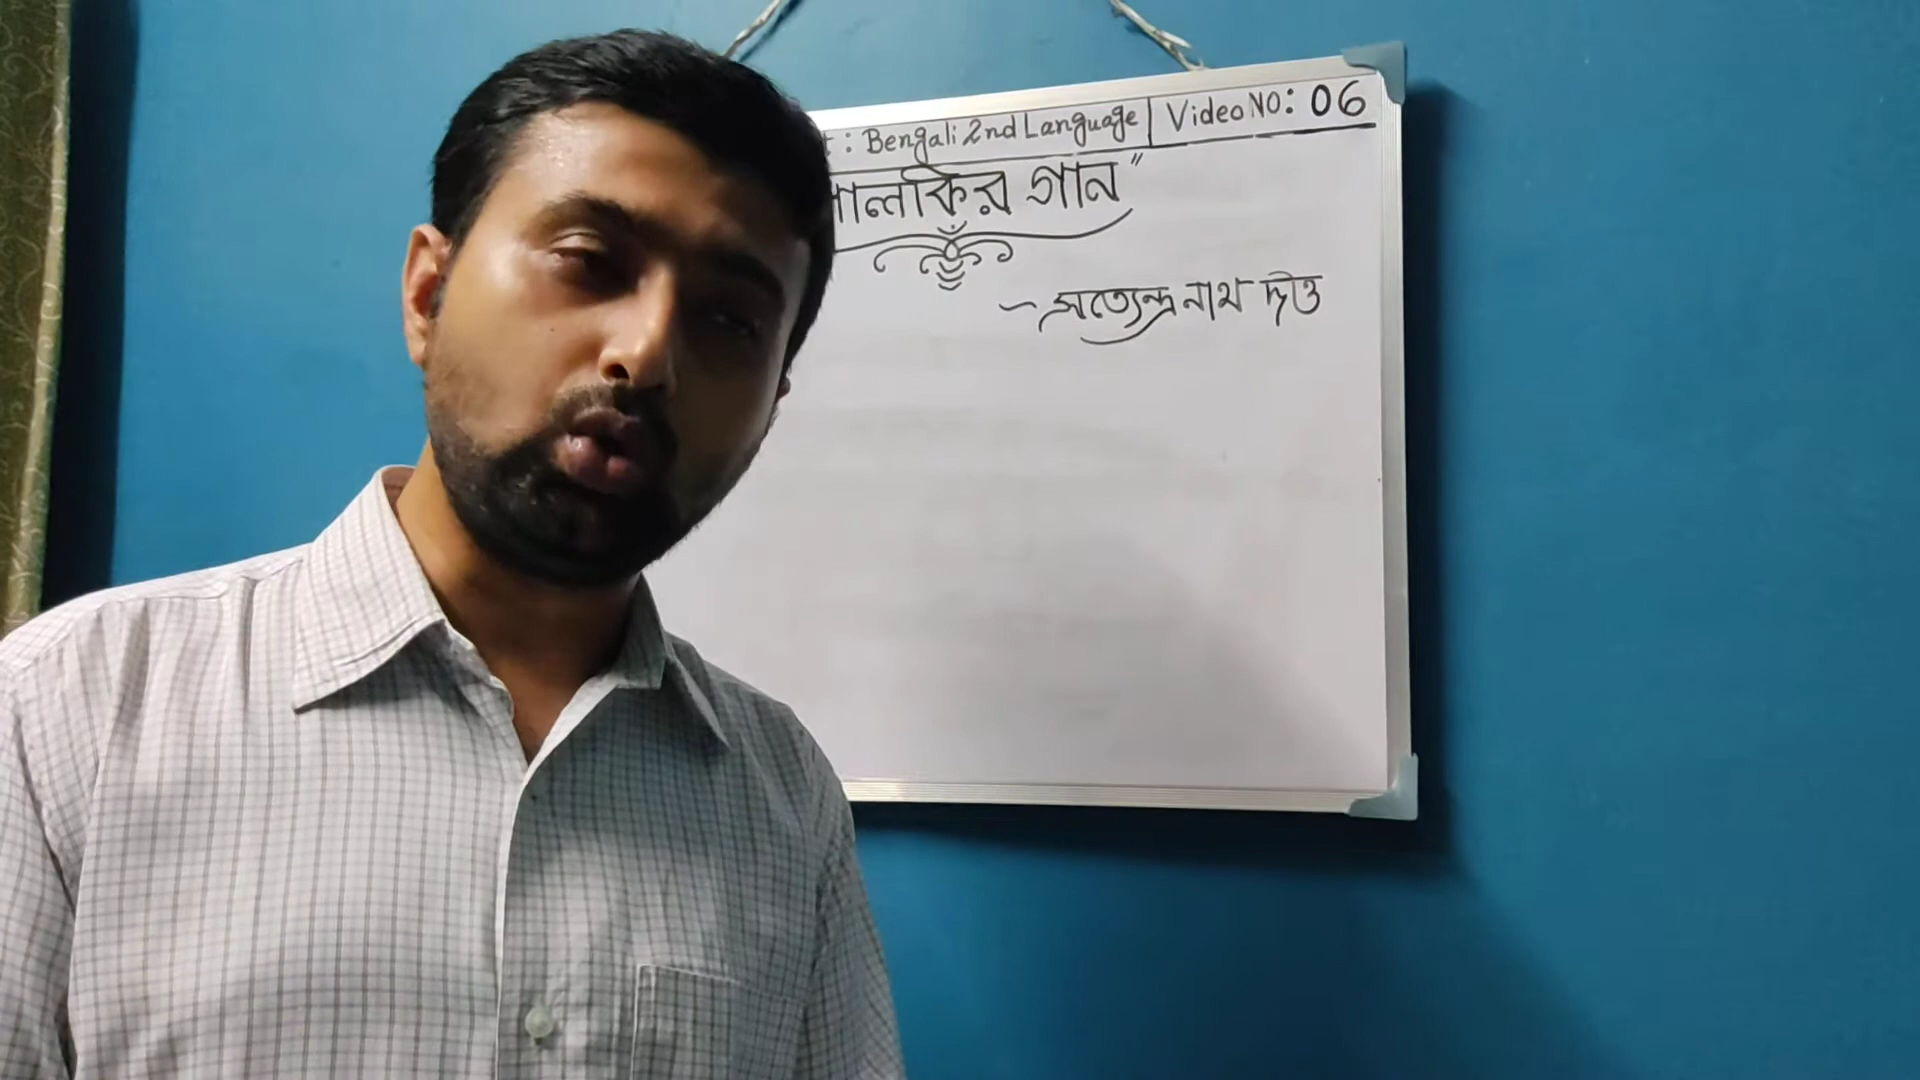 : Bengali 2nd Language | Video NO: 06
পালকির গান"
~ সত্যেন্দ্রনাথ দত্ত